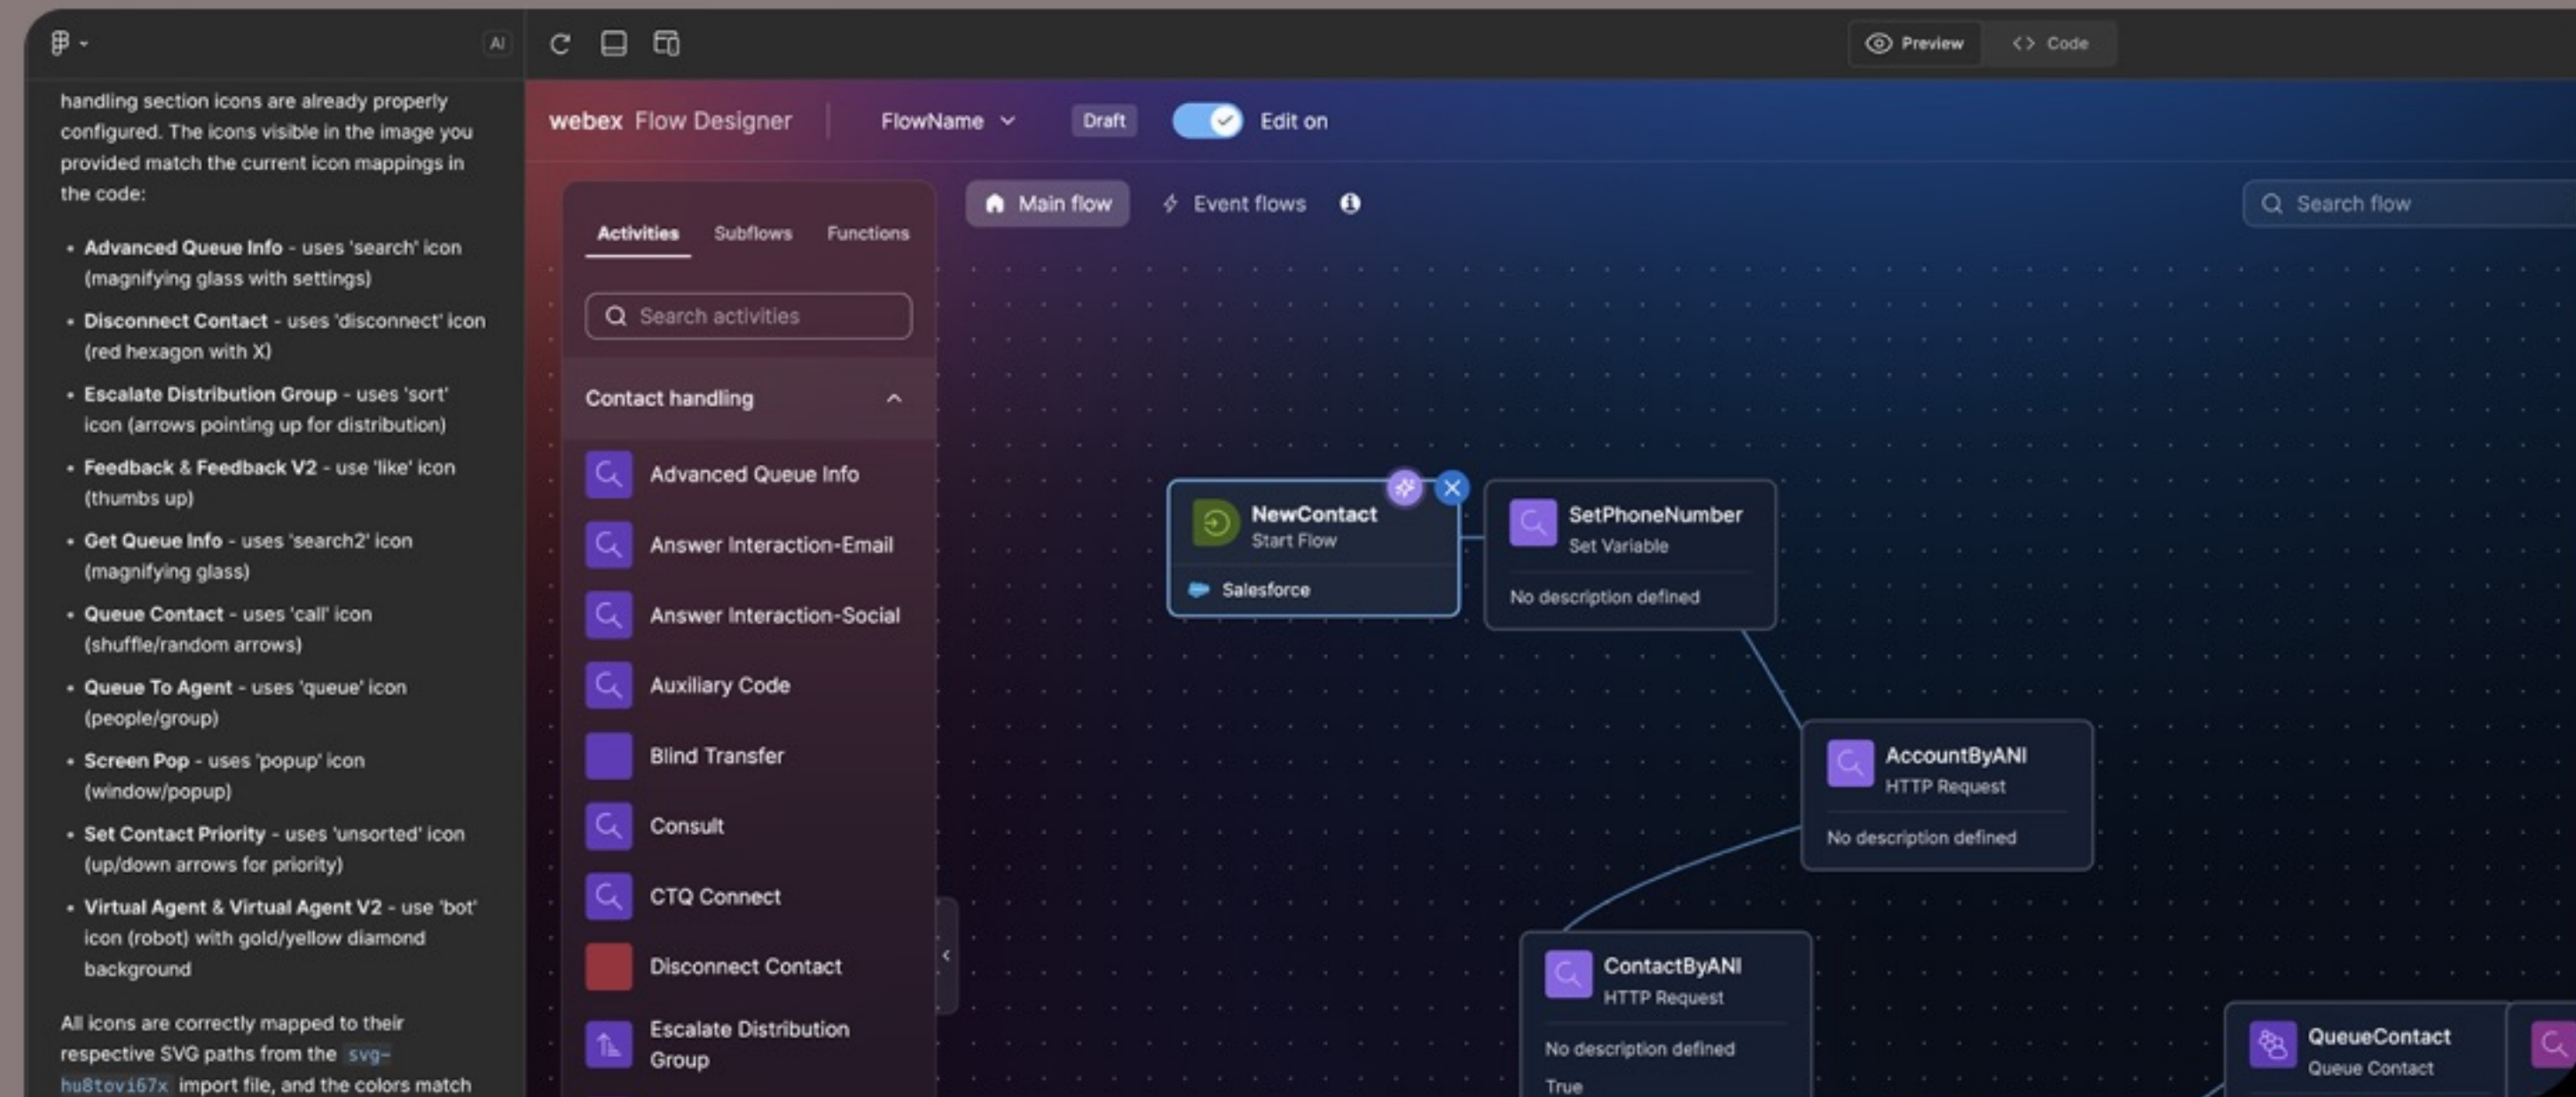 AI
Preview
Code
handling section icons are already properly
configured. The icons visible in the image you
provided match the current icon mappings in
the code:
• Advanced Queue Info - uses 'search' icon
(magnifying glass with settings)
• Disconnect Contact - uses 'disconnect' icon
(red hexagon with X)
• Escalate Distribution Group - uses 'sort'
icon (arrows pointing up for distribution)
• Feedback & Feedback V2 - use 'like' icon
(thumbs up)
• Get Queue Info - uses 'search2' icon
(magnifying glass)
• Queue Contact - uses 'call' icon
(shuffle/random arrows)
• Queue To Agent - uses 'queue' icon
(people/group)
• Screen Pop - uses 'popup' icon
(window/popup)
• Set Contact Priority - uses 'unsorted' icon
(up/down arrows for priority)
• Virtual Agent & Virtual Agent V2 - use 'bot'
icon (robot) with gold/yellow diamond
background
All icons are correctly mapped to their
respective SVG paths from the svg-
hu8tovi67x import file, and the colors match
webex Flow Designer
FlowName
Draft
Edit on
Activities
Subflows
Functions
Search activities
Contact handling
Advanced Queue Info
Answer Interaction-Email
Answer Interaction-Social
Auxiliary Code
Blind Transfer
Consult
CTQ Connect
Disconnect Contact
Escalate Distribution
Group
Main flow
Event flows
Search flow
NewContact
Start Flow
Salesforce
SetPhoneNumber
Set Variable
No description defined
AccountByANI
HTTP Request
No description defined
ContactByANI
HTTP Request
No description defined
True
QueueContact
Queue Contact